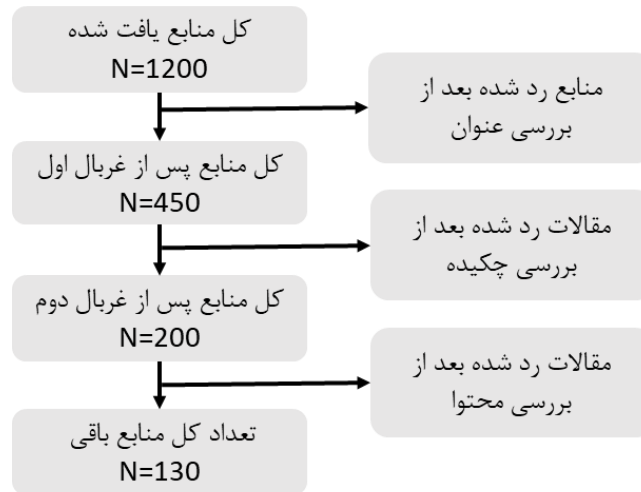 کل منابع یافت شده
N=1200
منابع رد شده بعد از
بررسی عنوان
کل منابع پس از غربال اول
N=450
مقالات رد شده بعد از
بررسی چکیده
کل منابع پس از غربال دوم
N=200
مقالات رد شده بعد از
بررسی محتوا
تعداد کل منابع باقی
N=130